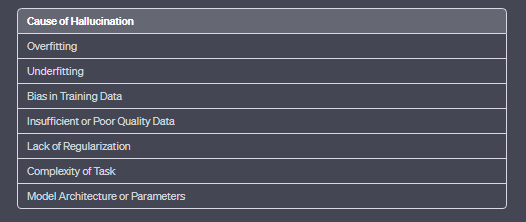 Cause of Hallucination
Overfitting
Underfitting
Bias in Training Data
Insufficient or Poor Quality Data
Lack of Regularization
Complexity of Task
Model Architecture or Parameters